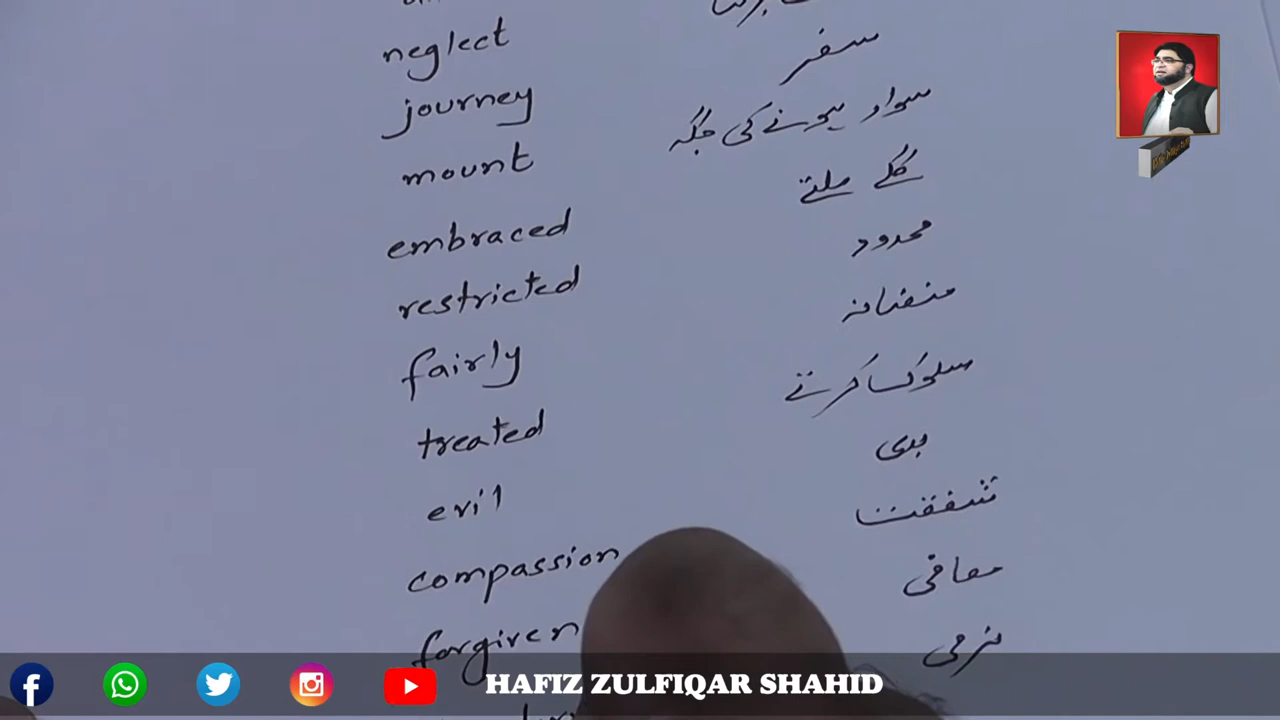 neglect
journey سفر
mount سوار ہونے کی جگہ
embraced گلے ملتے
restricted محدود
fairly منصفانہ
treated سلوک کرتے
evil بدی
compassion شفقت
forgiven معافی
نرمی
HAFIZ ZULFIQAR SHAHID